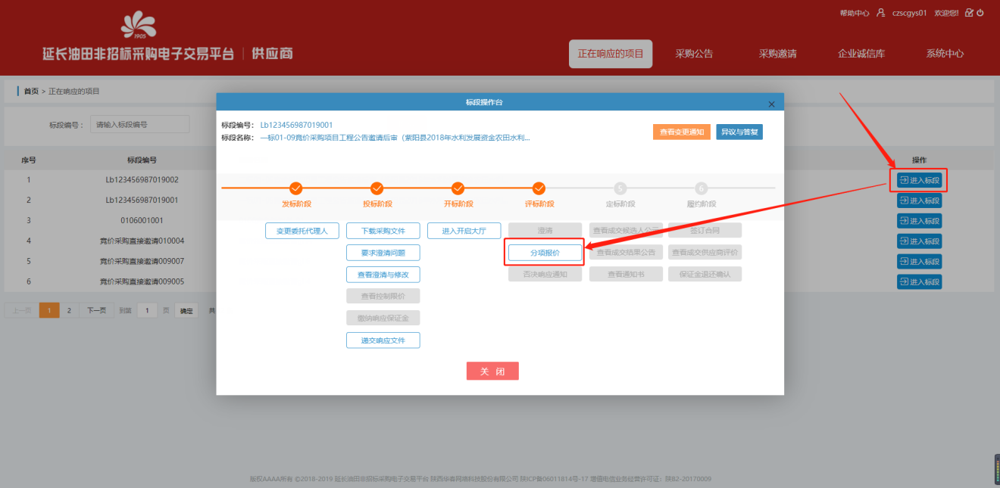 帮助中心 czscgys01 欢迎您!!
1905
延长油田非招标采购电子交易平台 | 供应商
正在响应的项目 采购公告 采购邀请 企业诚信库 系统中心
首页 > 正在响应的项目
标段编号： 请输入标段编号
序号 标段编号 操作
1 Lb123456987019002 进入标段
2 Lb123456987019001 进入标段
3 0106001001 进入标段
4 竞价采购直接邀请010004 进入标段
5 竞价采购直接邀请009007 进入标段
6 竞价采购直接邀请009005 进入标段
上一页 1 2 下一页 到第 1 页 确定 共
标段操作台 ×
标段编号： Lb123456987019001
标段名称： 一标01-09竞价采购项目工程公告邀请后审（紫阳县2018年水利发展资金农田水利...
查看变更通知 异议与答复
5 6
发标阶段 投标阶段 开标阶段 评标阶段 定标阶段 履约阶段
变更委托代理人 下载采购文件 进入开启大厅 澄清 查看成交候选人公示 签订合同
要求澄清问题 分项报价 查看成交结果公告 查看成交供应商评价
查看澄清与修改 否决响应通知 查看通知书 保证金退还确认
查看控制限价
缴纳响应保证金
递交响应文件
关 闭
版权AAAA所有 ©2018-2019 延长油田非招标采购电子交易平台 陕西华春网络科技股份有限公司 陕ICP备06011814号-17 增值电信业务经营许可证：陕B2-20170009